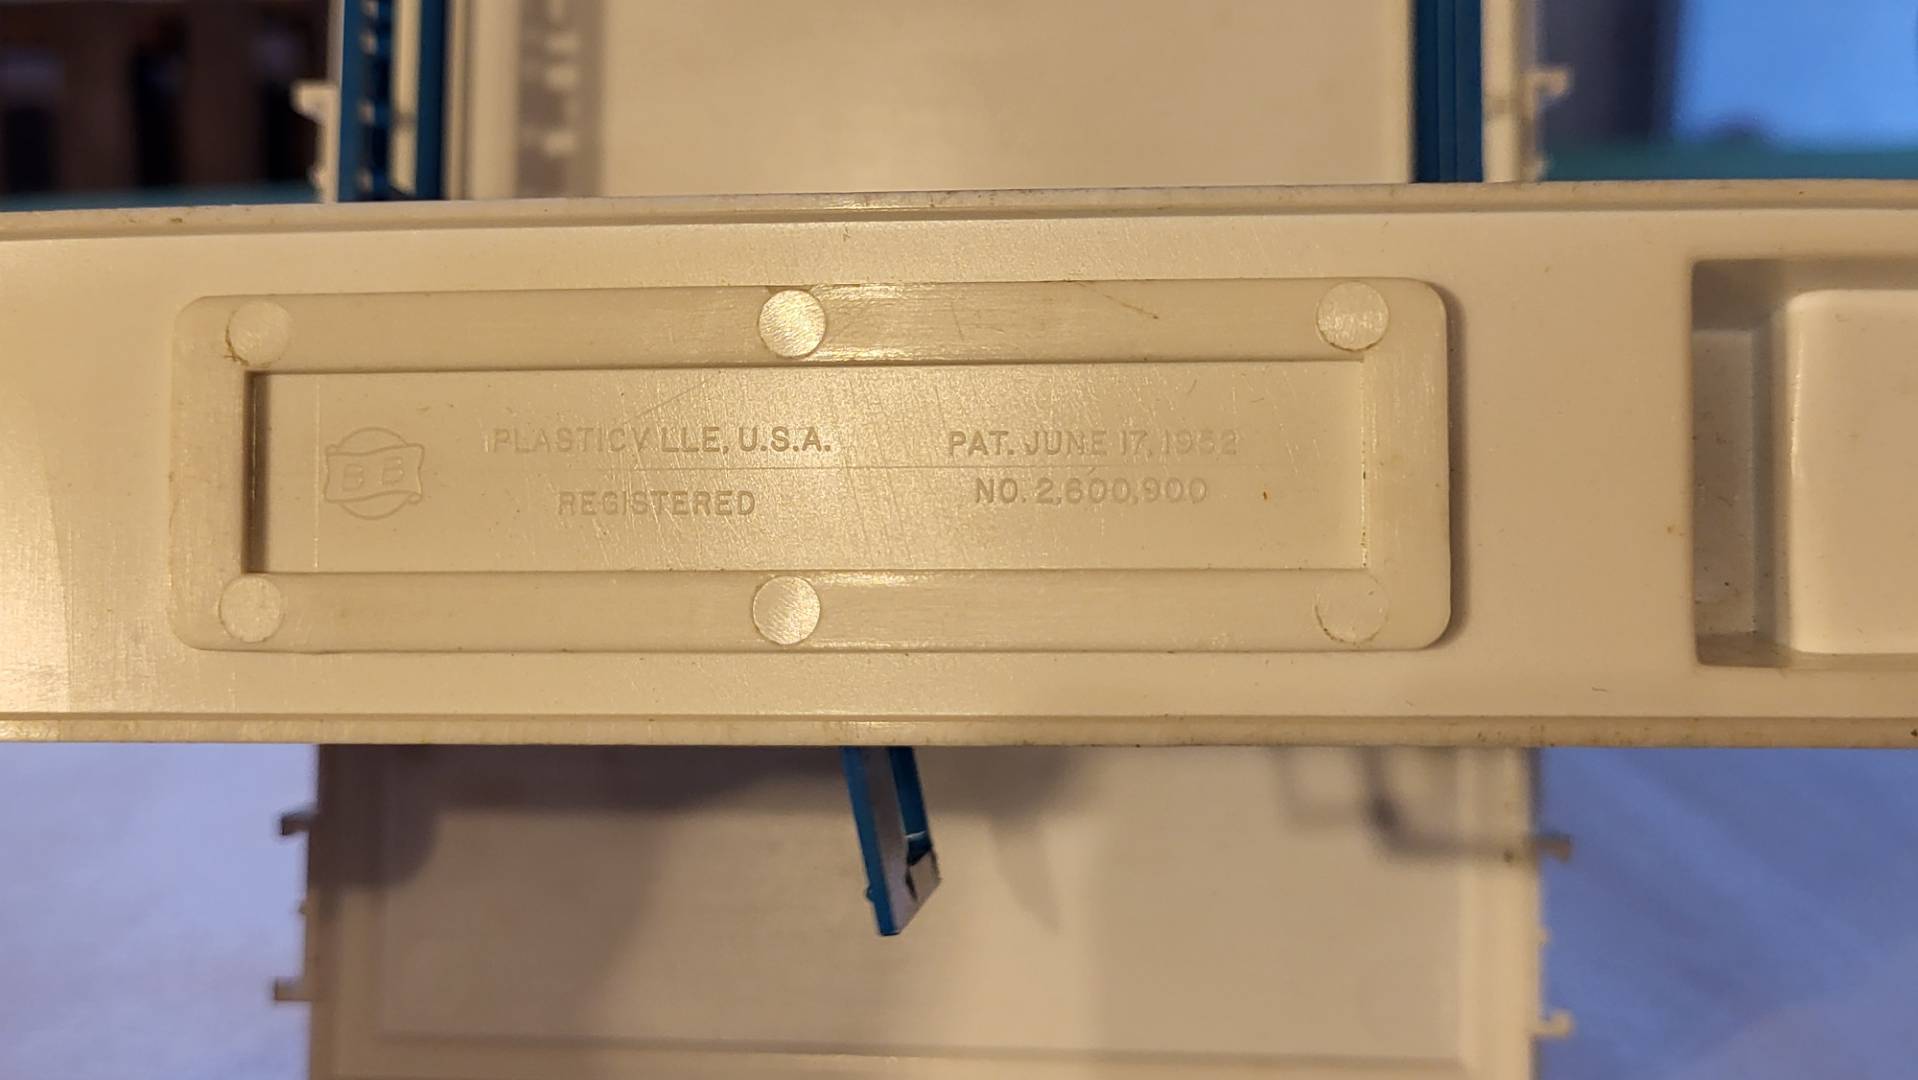 BB
PLASTICVILLE, U.S.A.
REGISTERED
PAT. JUNE 17, 1952
NO. 2,600,900